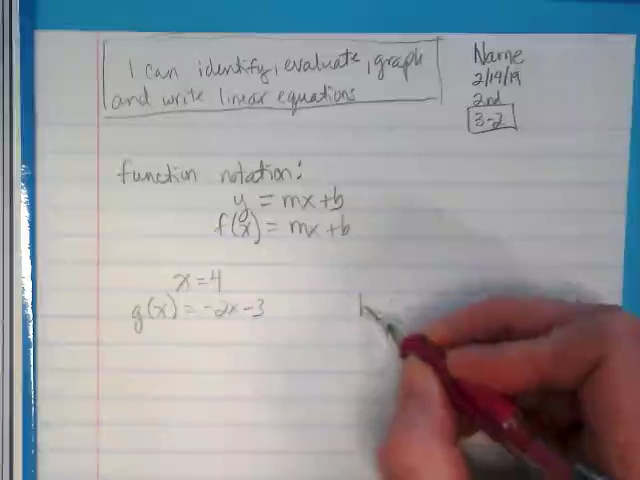 I can identify, evaluate, graph
and write linear equations
Name
2/14/19
2nd
3-2
function notation:
y = mx + b
f(x) = mx + b
x = 4
g(x) = -2x - 3